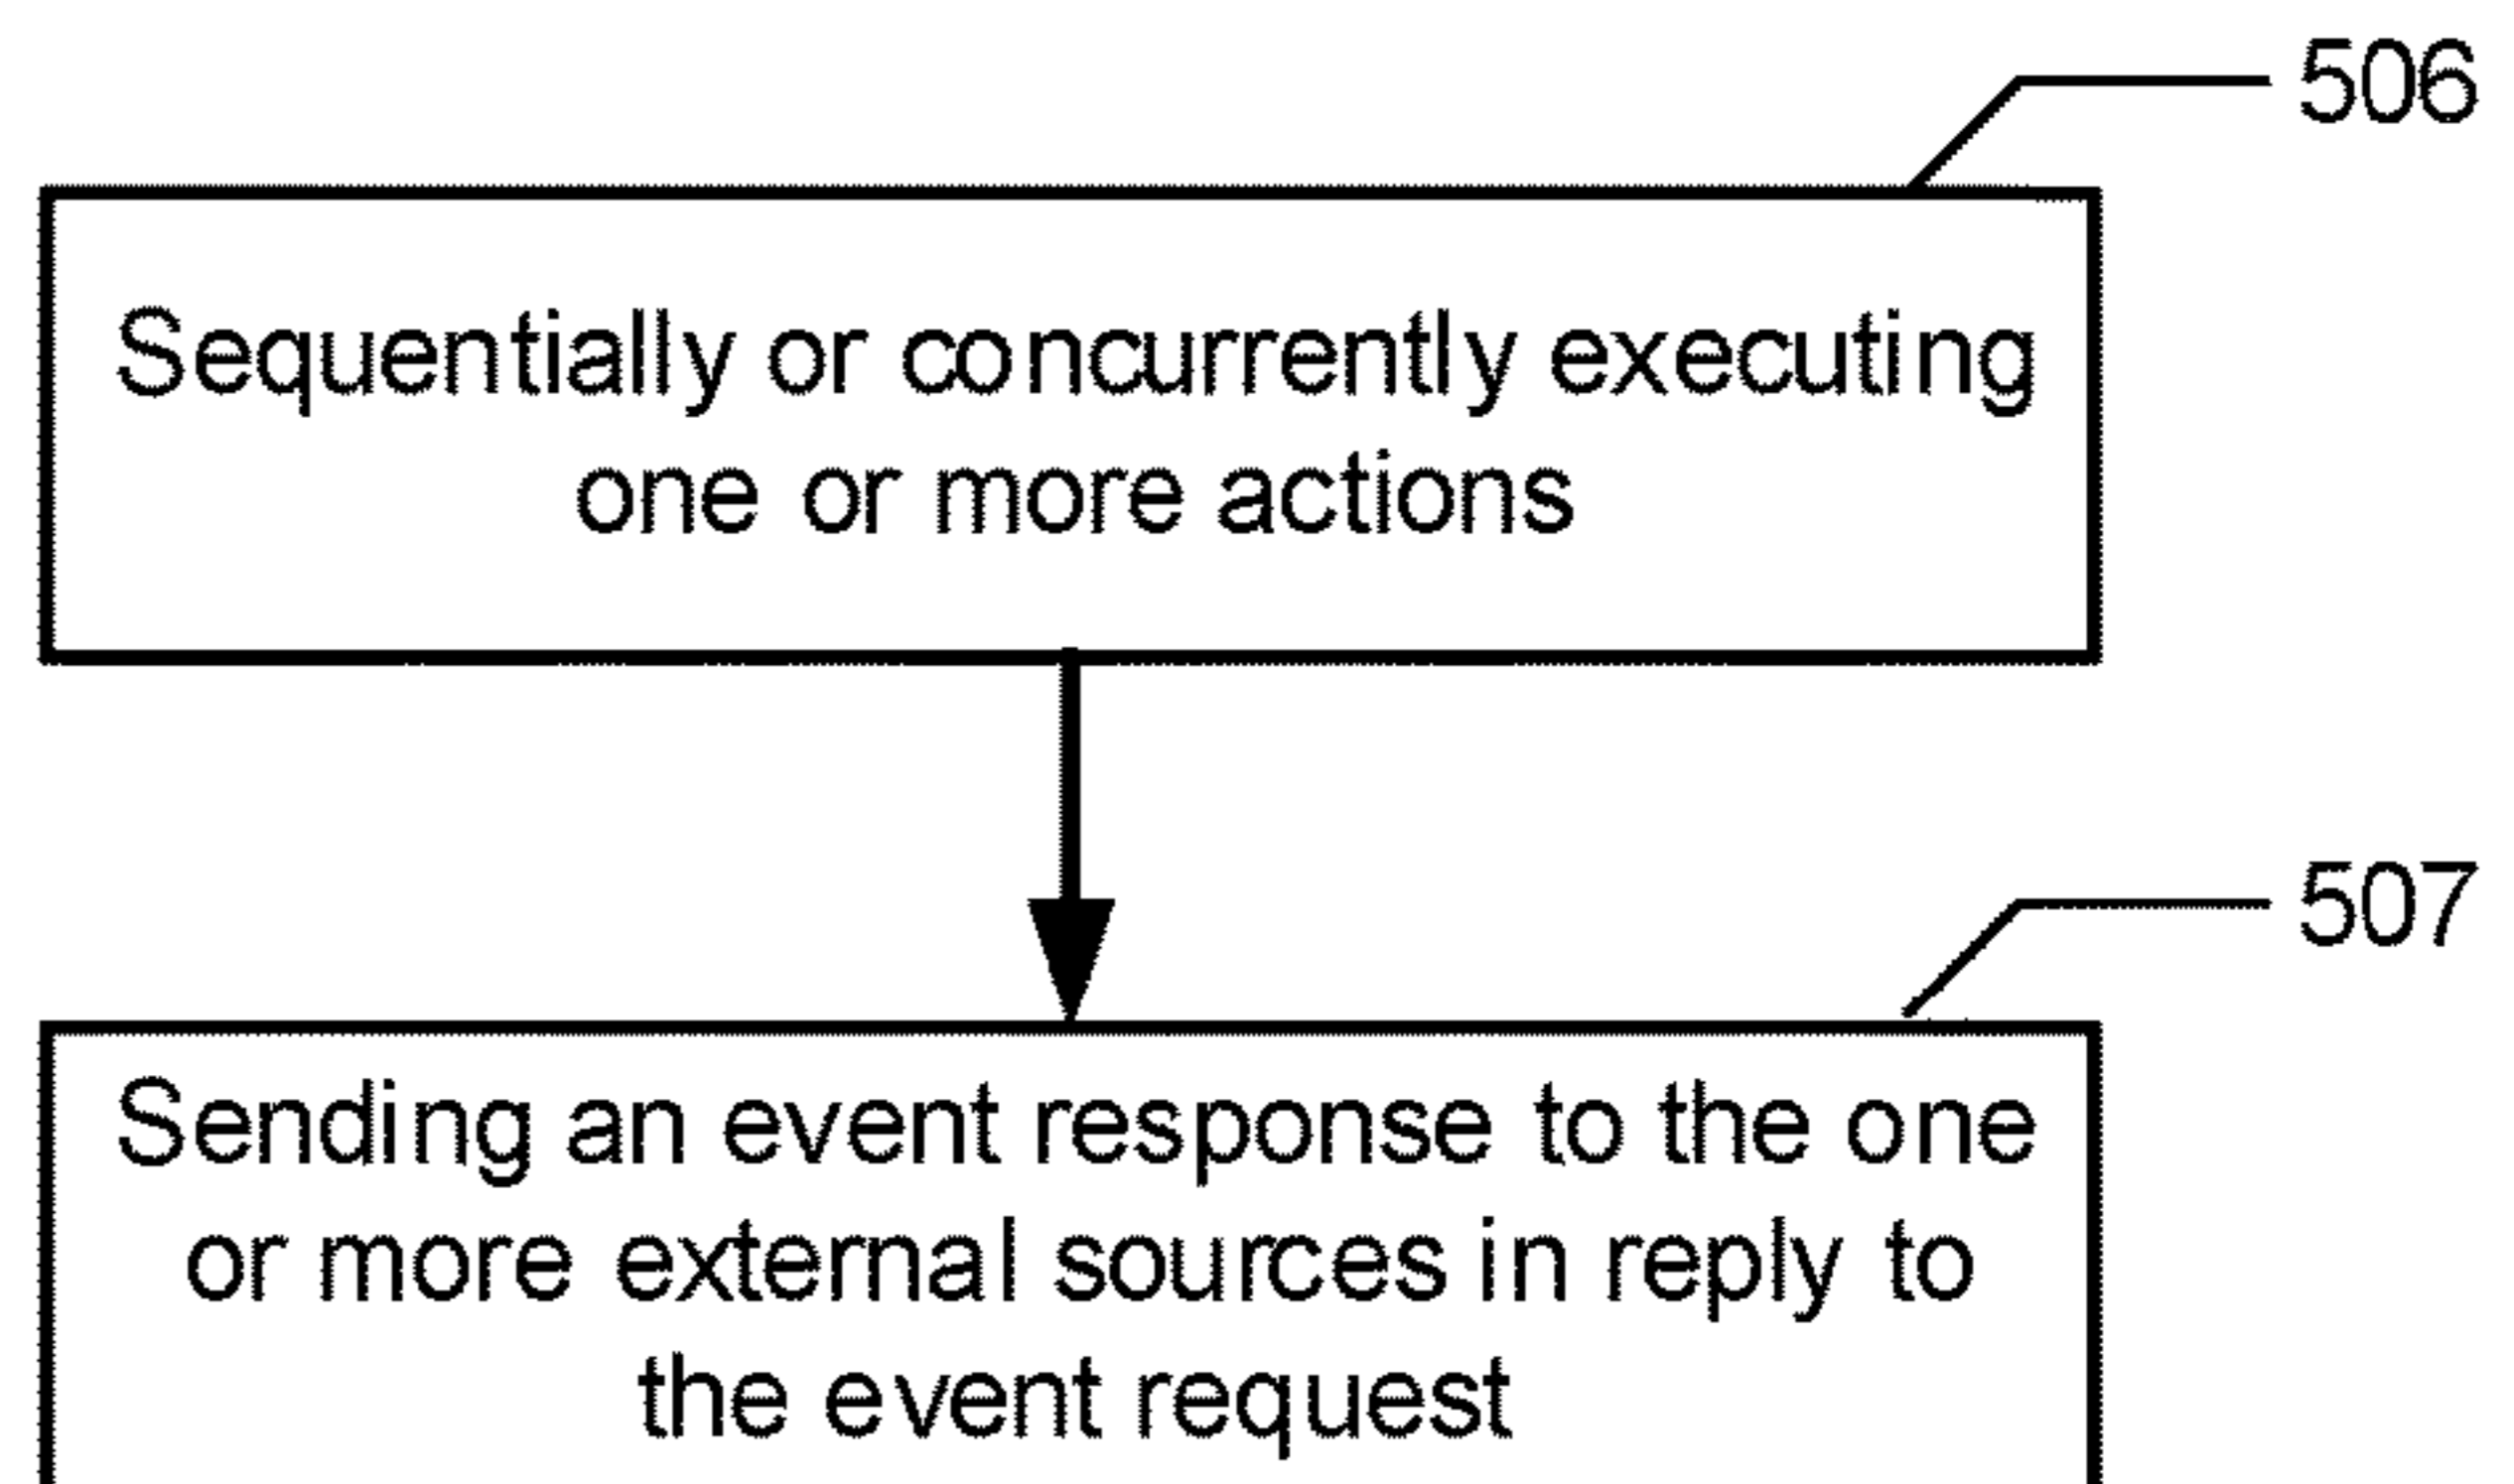 506
Sequentially or concurrently executing
one or more actions
507
Sending an event response to the one
or more external sources in reply to
the event request